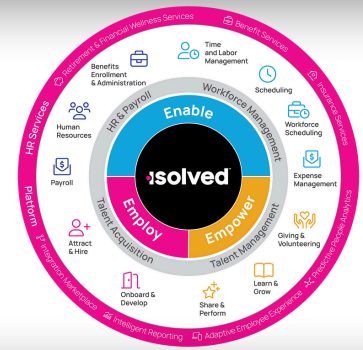 Retirement & Financial Wellness Services
Benefit Services
Insurance Services
Predictive People Analytics
Adaptive Employee Experience
Intelligent Reporting
Integration Marketplace
Platform
HR Services
Benefits
Enrollment
& Administration
Time
and Labor
Management
Scheduling
Workforce
Scheduling
Expense
Management
Giving &
Volunteering
Learn &
Grow
Share &
Perform
Onboard &
Develop
Attract
& Hire
Payroll
Human
Resources
HR & Payroll
Workforce Management
Talent Management
Talent Acquisition
Enable
Empower
Employ
isolved